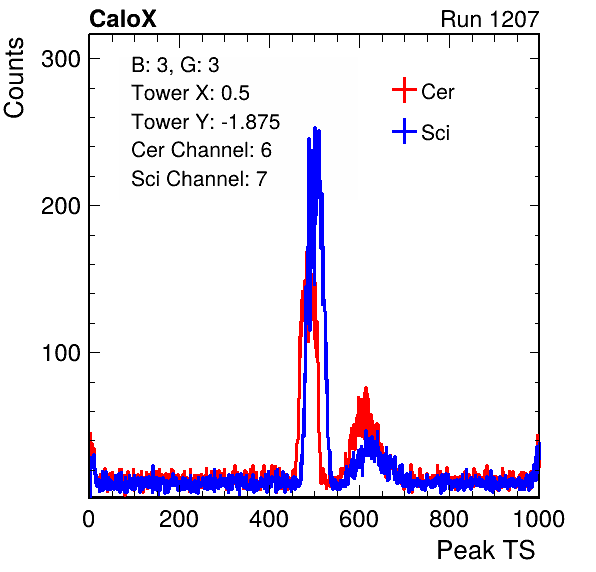 CaloX Run 1207
Counts
300
200
100
B: 3, G: 3
Tower X: 0.5
Tower Y: -1.875
Cer Channel: 6
Sci Channel: 7
Cer
Sci
0 200 400 600 800 1000
Peak TS